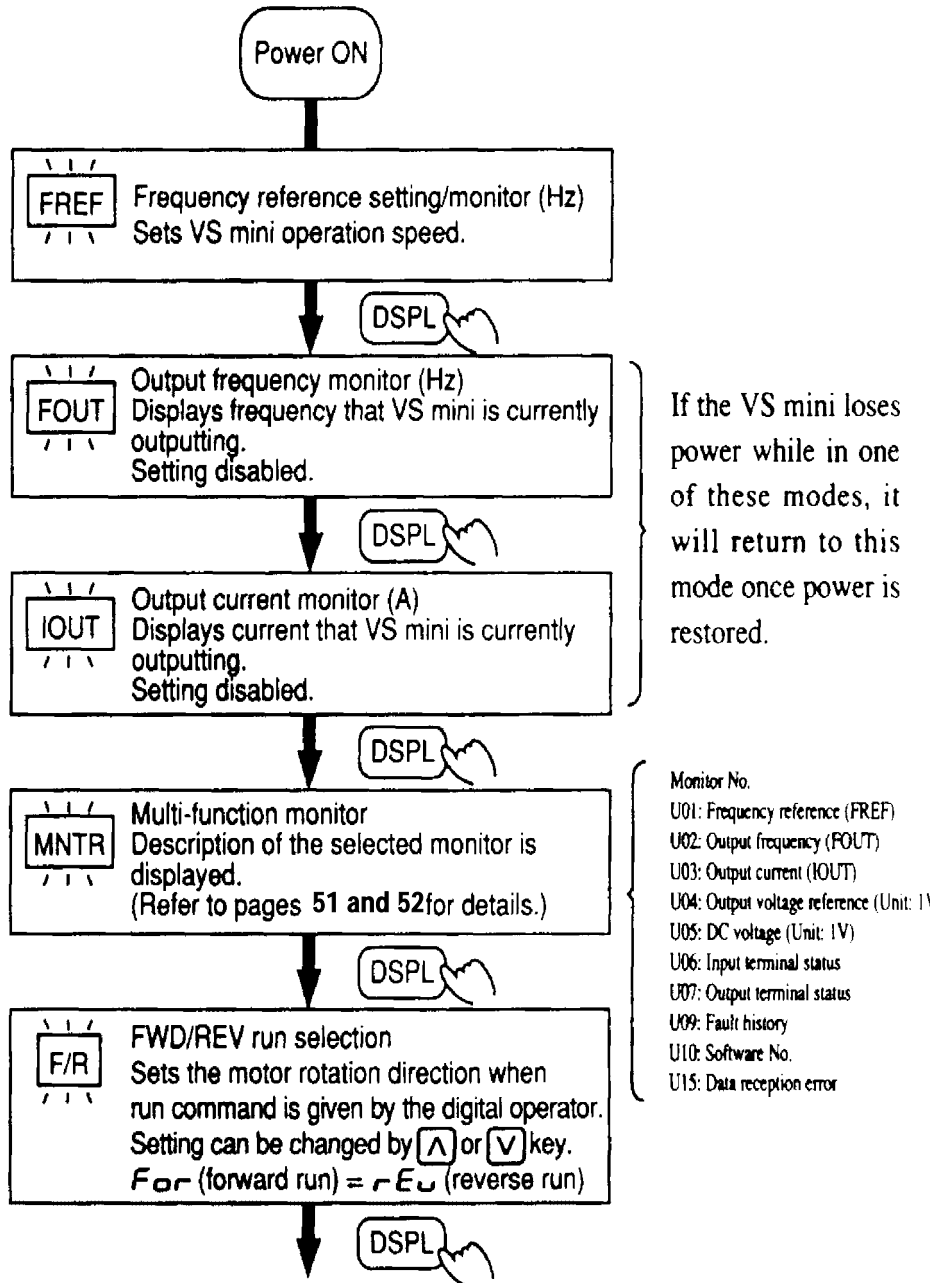 Power ON
FREF
Frequency reference setting/monitor (Hz)
Sets VS mini operation speed.
DSPL
FOUT
Output frequency monitor (Hz)
Displays frequency that VS mini is currently
outputting.
Setting disabled.
DSPL
IOUT
Output current monitor (A)
Displays current that VS mini is currently
outputting.
Setting disabled.
If the VS mini loses
power while in one
of these modes, it
will return to this
mode once power is
restored.
DSPL
MNTR
Multi-function monitor
Description of the selected monitor is
displayed.
(Refer to pages 51 and 52for details.)
Monitor No.
U01: Frequency reference (FREF)
U02: Output frequency (FOUT)
U03: Output current (IOUT)
U04: Output voltage reference (Unit: 1V
U05: DC voltage (Unit: 1V)
U06: Input terminal status
U07: Output terminal status
U09: Fault history
U10: Software No.
U15: Data reception error
DSPL
F/R
FWD/REV run selection
Sets the motor rotation direction when
run command is given by the digital operator.
Setting can be changed by ∧ or ∨ key.
For (forward run) = rEv (reverse run)
DSPL